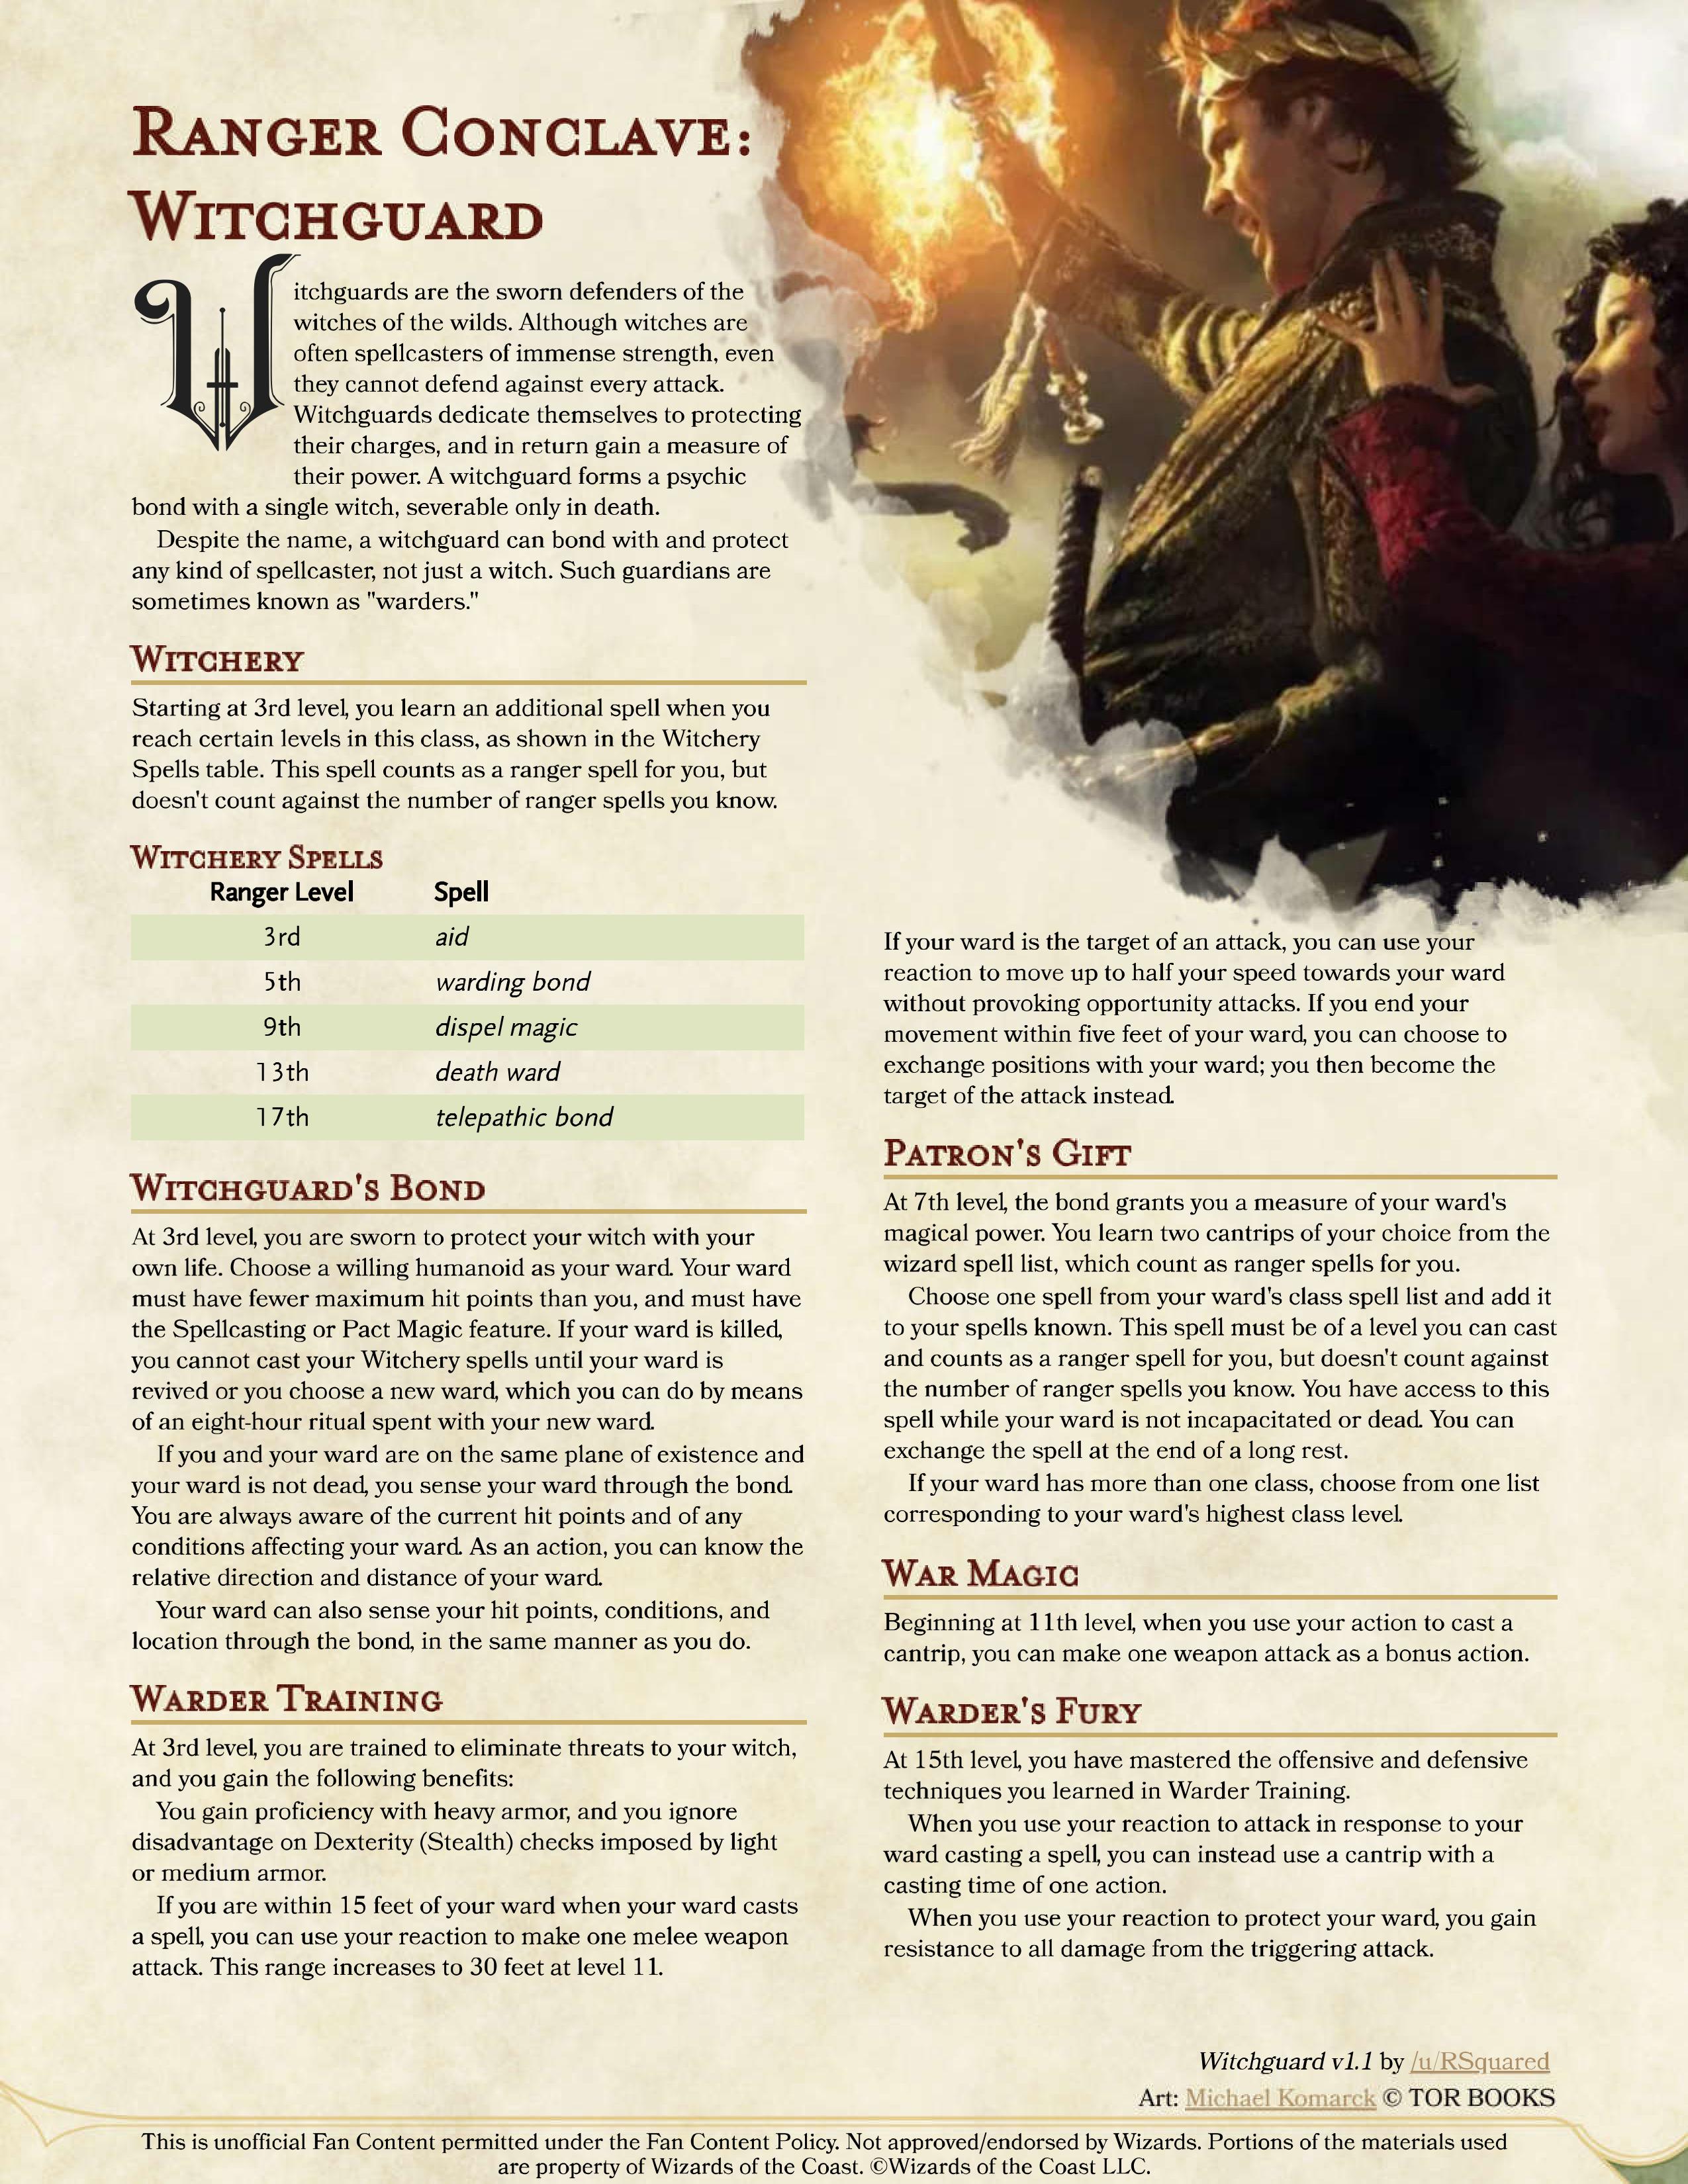 RANGER CONCLAVE:
WITCHGUARD
Witchguards are the sworn defenders of the
witches of the wilds. Although witches are
often spellcasters of immense strength, even
they cannot defend against every attack.
Witchguards dedicate themselves to protecting
their charges, and in return gain a measure of
their power. A witchguard forms a psychic
bond with a single witch, severable only in death.
Despite the name, a witchguard can bond with and protect
any kind of spellcaster, not just a witch. Such guardians are
sometimes known as "warders."
WITCHERY
Starting at 3rd level, you learn an additional spell when you
reach certain levels in this class, as shown in the Witchery
Spells table. This spell counts as a ranger spell for you, but
doesn't count against the number of ranger spells you know.
WITCHERY SPELLS
Ranger Level Spell
3rd aid
5th warding bond
9th dispel magic
13th death ward
17th telepathic bond
WITCHGUARD'S BOND
At 3rd level, you are sworn to protect your witch with your
own life. Choose a willing humanoid as your ward. Your ward
must have fewer maximum hit points than you, and must have
the Spellcasting or Pact Magic feature. If your ward is killed,
you cannot cast your Witchery spells until your ward is
revived or you choose a new ward, which you can do by means
of an eight-hour ritual spent with your new ward.
If you and your ward are on the same plane of existence and
your ward is not dead, you sense your ward through the bond.
You are always aware of the current hit points and of any
conditions affecting your ward. As an action, you can know the
relative direction and distance of your ward.
Your ward can also sense your hit points, conditions, and
location through the bond, in the same manner as you do.
WARDER TRAINING
At 3rd level, you are trained to eliminate threats to your witch,
and you gain the following benefits:
You gain proficiency with heavy armor, and you ignore
disadvantage on Dexterity (Stealth) checks imposed by light
or medium armor.
If you are within 15 feet of your ward when your ward casts
a spell, you can use your reaction to make one melee weapon
attack. This range increases to 30 feet at level 11.
If your ward is the target of an attack, you can use your
reaction to move up to half your speed towards your ward
without provoking opportunity attacks. If you end your
movement within five feet of your ward, you can choose to
exchange positions with your ward; you then become the
target of the attack instead.
PATRON'S GIFT
At 7th level, the bond grants you a measure of your ward's
magical power. You learn two cantrips of your choice from the
wizard spell list, which count as ranger spells for you.
Choose one spell from your ward's class spell list and add it
to your spells known. This spell must be of a level you can cast
and counts as a ranger spell for you, but doesn't count against
the number of ranger spells you know. You have access to this
spell while your ward is not incapacitated or dead. You can
exchange the spell at the end of a long rest.
If your ward has more than one class, choose from one list
corresponding to your ward's highest class level.
WAR MAGIC
Beginning at 11th level, when you use your action to cast a
cantrip, you can make one weapon attack as a bonus action.
WARDER'S FURY
At 15th level, you have mastered the offensive and defensive
techniques you learned in Warder Training.
When you use your reaction to attack in response to your
ward casting a spell, you can instead use a cantrip with a
casting time of one action.
When you use your reaction to protect your ward, you gain
resistance to all damage from the triggering attack.
Witchguard v1.1 by /u/RSquared
Art: Michael Komarck © TOR BOOKS
This is unofficial Fan Content permitted under the Fan Content Policy. Not approved/endorsed by Wizards. Portions of the materials used
are property of Wizards of the Coast. ©Wizards of the Coast LLC.